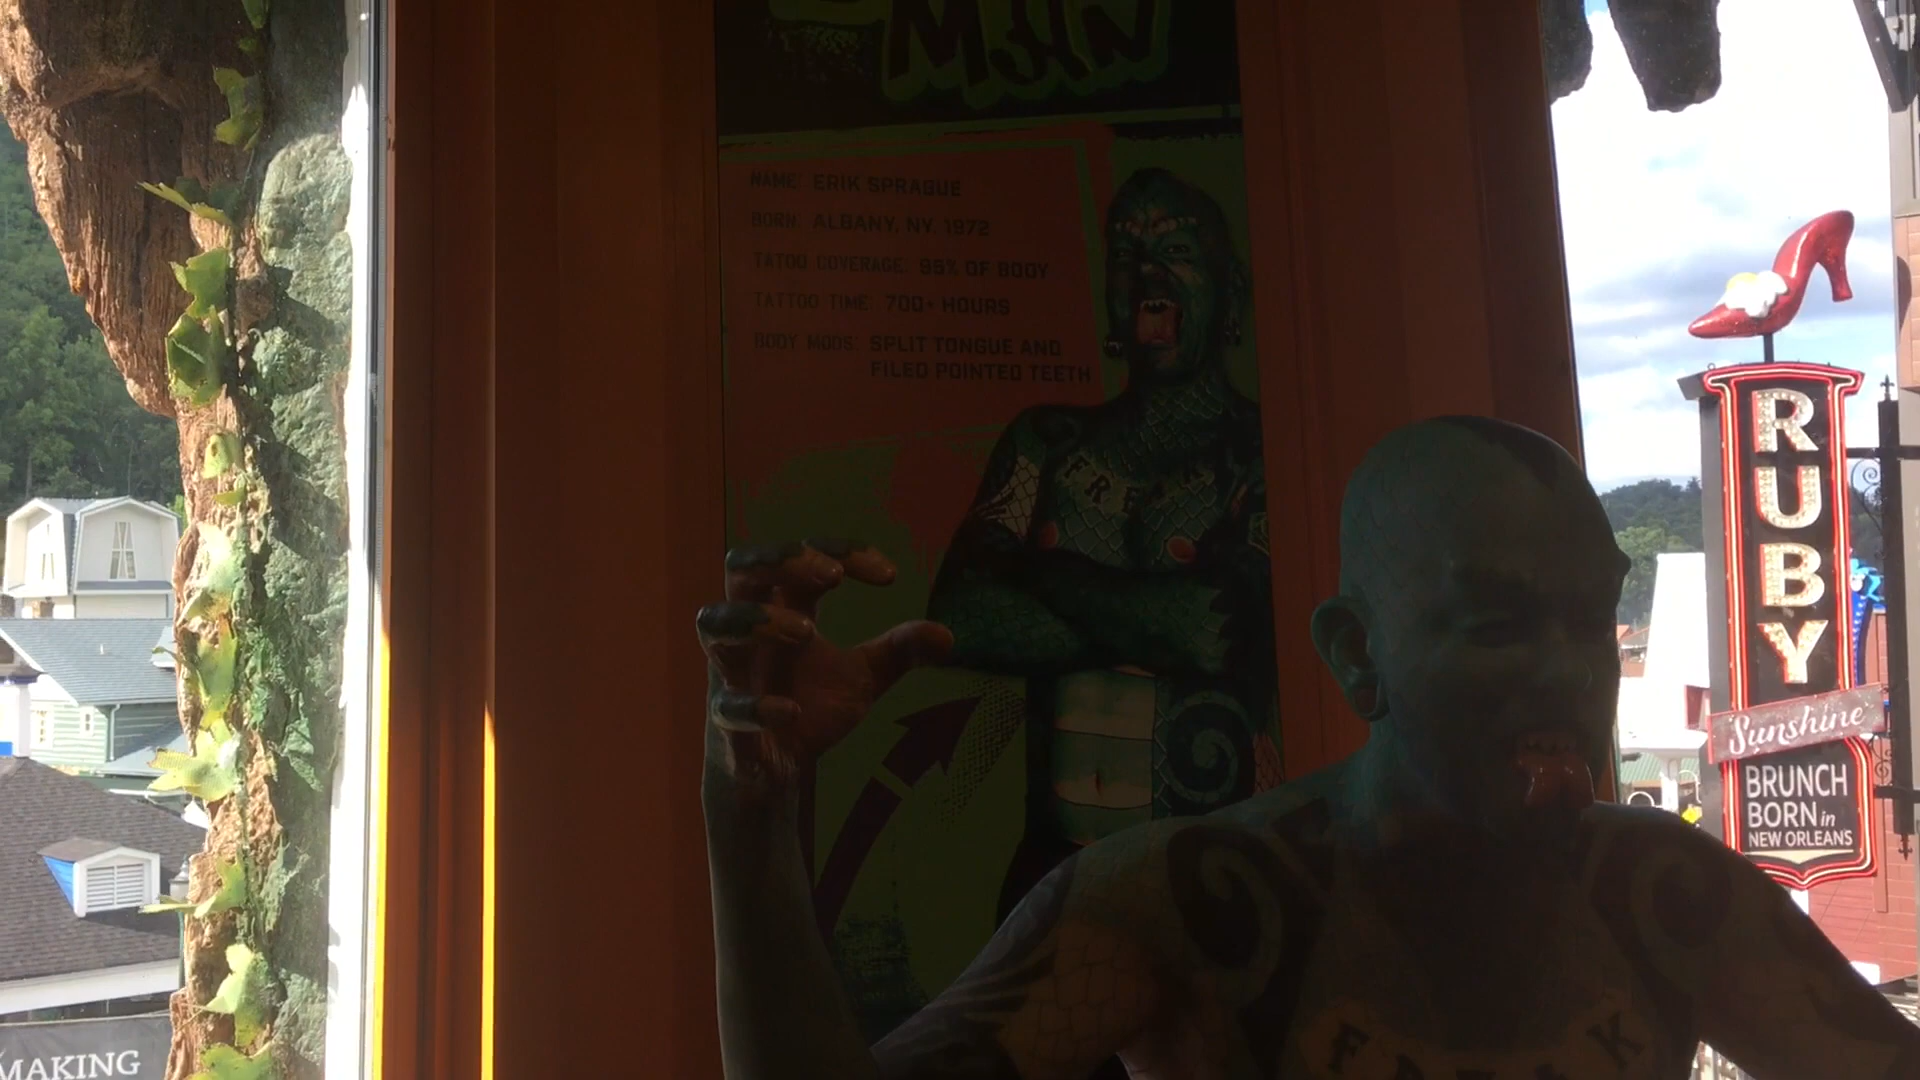 MAN
NAME: ERIK SPRAGUE
BORN: ALBANY, NY. 1972
TATOO COVERAGE: 95% OF BODY
TATTOO TIME: 700+ HOURS
BODY MODS: SPLIT TONGUE AND
FILED POINTED TEETH
FREAK
FREAK
RUBY
Sunshine
BRUNCH
BORN in
NEW ORLEANS
MAKING